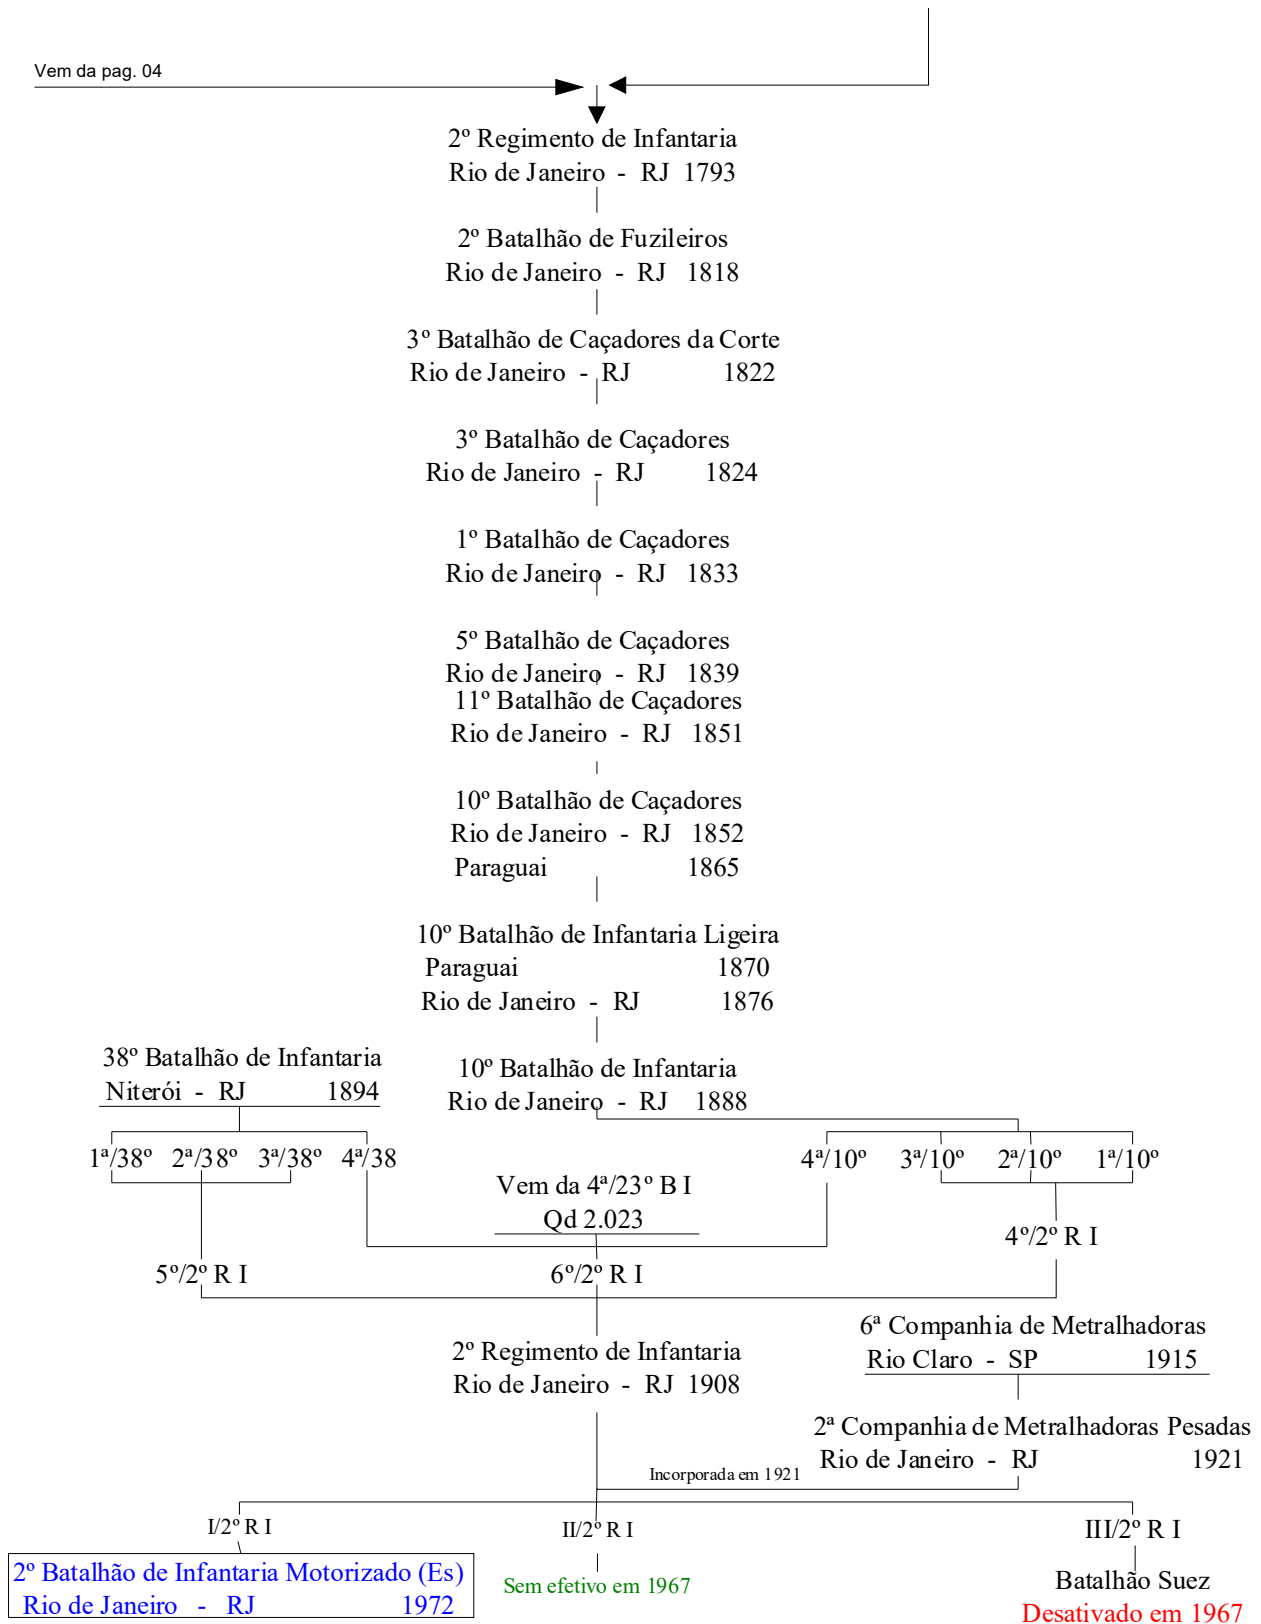 Vem da pag. 04
2º Regimento de Infantaria
Rio de Janeiro - RJ 1793
2º Batalhão de Fuzileiros
Rio de Janeiro - RJ 1818
3º Batalhão de Caçadores da Corte
Rio de Janeiro - RJ 1822
3º Batalhão de Caçadores
Rio de Janeiro - RJ 1824
1º Batalhão de Caçadores
Rio de Janeiro - RJ 1833
5º Batalhão de Caçadores
Rio de Janeiro - RJ 1839
11º Batalhão de Caçadores
Rio de Janeiro - RJ 1851
10º Batalhão de Caçadores
Rio de Janeiro - RJ 1852
Paraguai 1865
10º Batalhão de Infantaria Ligeira
Paraguai 1870
Rio de Janeiro - RJ 1876
38º Batalhão de Infantaria
Niterói - RJ 1894
10º Batalhão de Infantaria
Rio de Janeiro - RJ 1888
1ª/38º 2ª/38º 3ª/38º 4ª/38
4ª/10º 3ª/10º 2ª/10º 1ª/10º
Vem da 4ª/23º B I
Qd 2.023
4º/2º R I
5º/2º R I
6º/2º R I
2º Regimento de Infantaria
Rio de Janeiro - RJ 1908
6ª Companhia de Metralhadoras
Rio Claro - SP 1915
2ª Companhia de Metralhadoras Pesadas
Rio de Janeiro - RJ 1921
Incorporada em 1921
I/2º R I
II/2º R I
III/2º R I
2º Batalhão de Infantaria Motorizado (Es)
Rio de Janeiro - RJ 1972
Sem efetivo em 1967
Batalhão Suez
Desativado em 1967